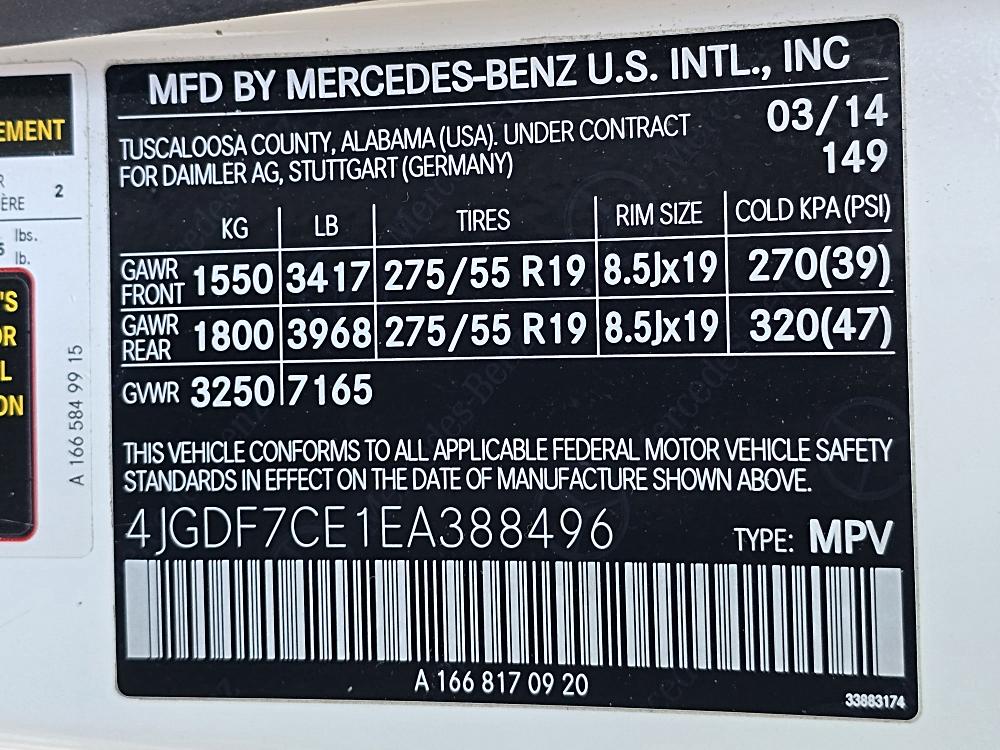 EMENT
2
ÈRE
lbs.
lb.
'S
OR
L
ON
A 166 584 99 15
MFD BY MERCEDES-BENZ U.S. INTL., INC
03/14
TUSCALOOSA COUNTY, ALABAMA (USA). UNDER CONTRACT
149
FOR DAIMLER AG, STUTTGART (GERMANY)
KG LB TIRES RIM SIZE COLD KPA (PSI)
GAWR FRONT 1550 3417 275/55 R19 8.5Jx19 270(39)
GAWR REAR 1800 3968 275/55 R19 8.5Jx19 320(47)
GVWR 3250 7165
THIS VEHICLE CONFORMS TO ALL APPLICABLE FEDERAL MOTOR VEHICLE SAFETY
STANDARDS IN EFFECT ON THE DATE OF MANUFACTURE SHOWN ABOVE.
4JGDF7CE1EA388496 TYPE: MPV
A 166 817 09 20
33883174